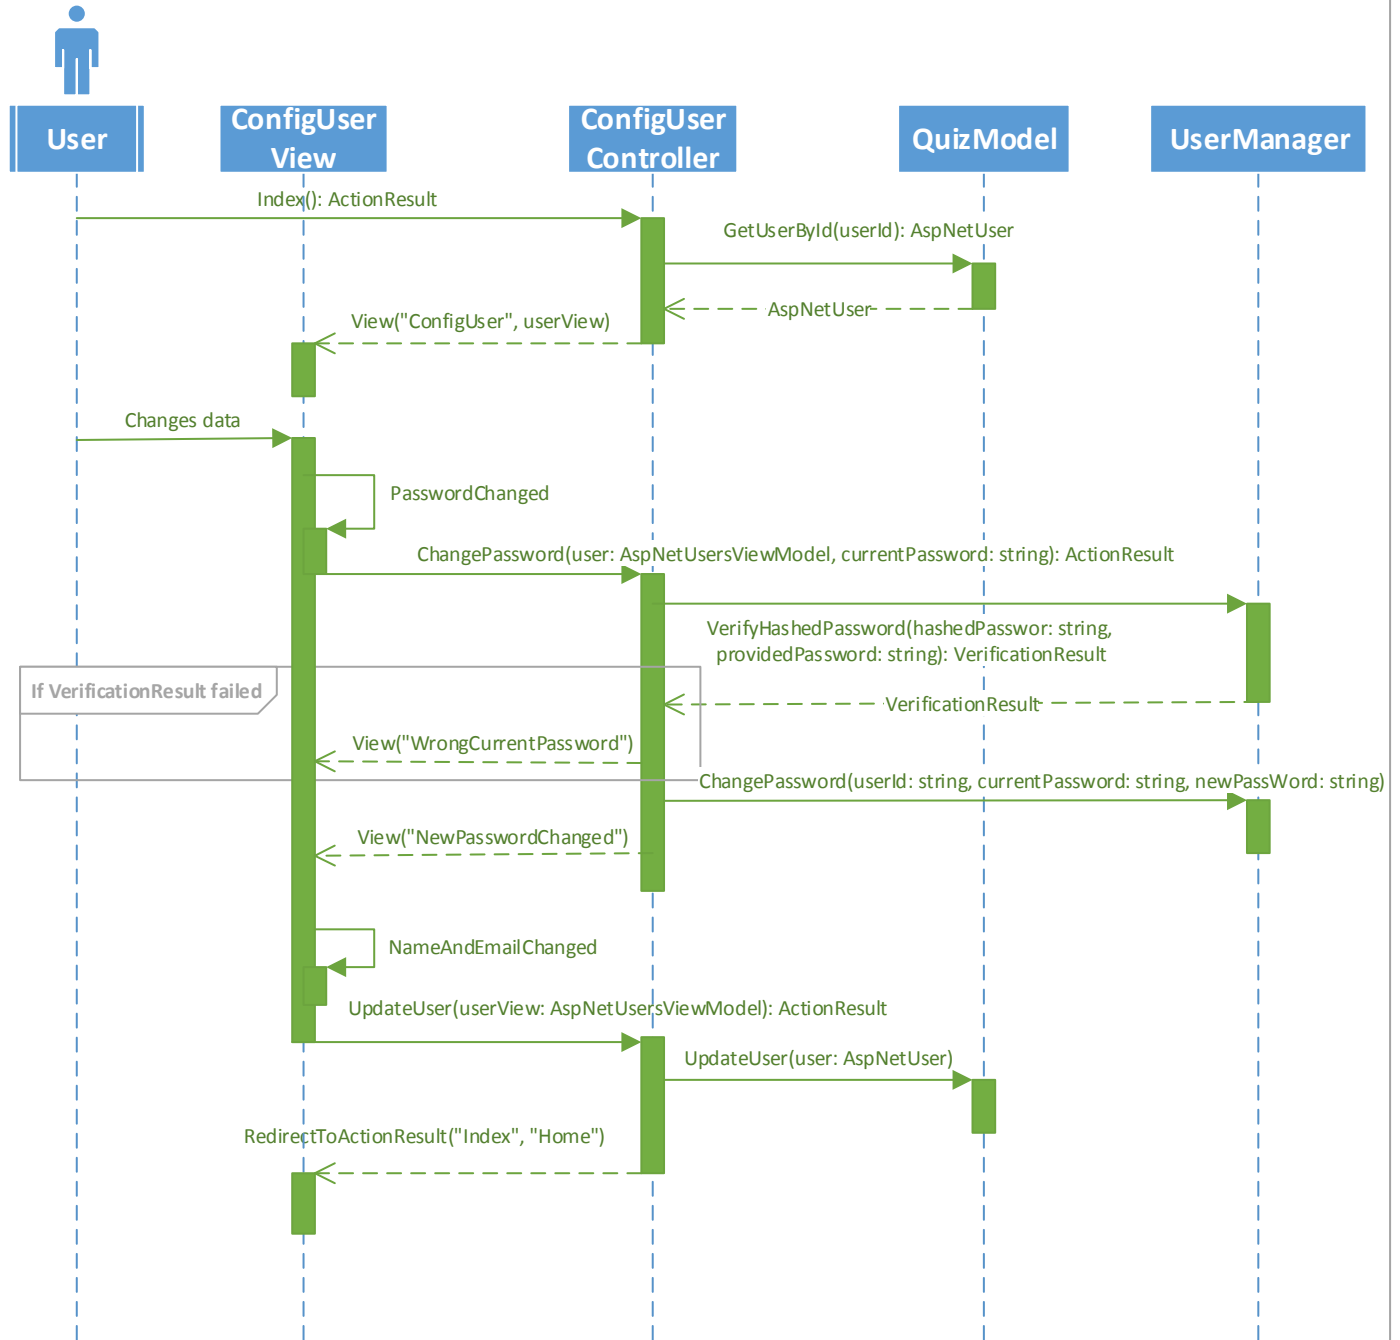 User
ConfigUser
View
ConfigUser
Controller
QuizModel
UserManager
Index(): ActionResult
GetUserById(userId): AspNetUser
AspNetUser
View("ConfigUser", userView)
Changes data
PasswordChanged
ChangePassword(user: AspNetUsersViewModel, currentPassword: string): ActionResult
VerifyHashedPassword(hashedPasswor: string,
providedPassword: string): VerificationResult
If VerificationResult failed
VerificationResult
View("WrongCurrentPassword")
ChangePassword(userId: string, currentPassword: string, newPassWord: string)
View("NewPasswordChanged")
NameAndEmailChanged
UpdateUser(userView: AspNetUsersViewModel): ActionResult
UpdateUser(user: AspNetUser)
RedirectToActionResult("Index", "Home")